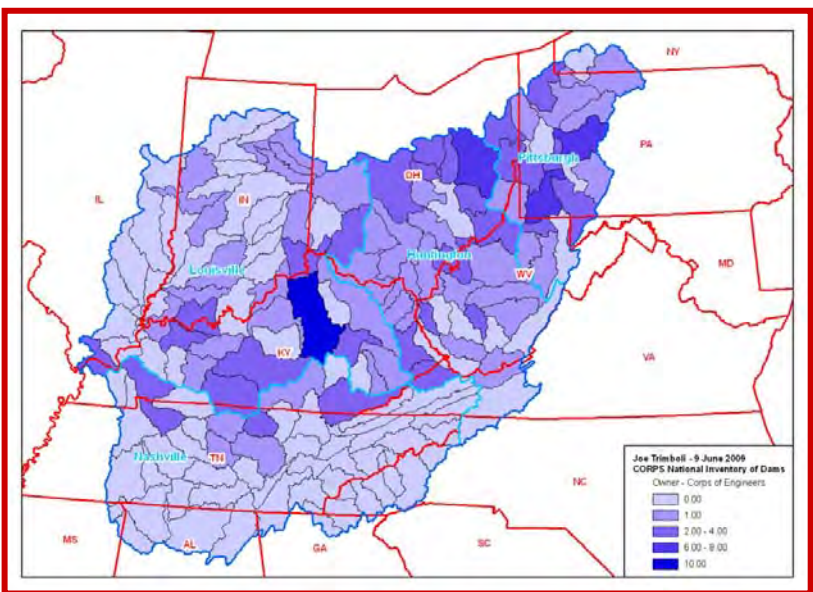 NY
PA
Pittsburgh
OH
IL
IN
Huntington
Louisville
WV
MD
KY
VA
Nashville
TN
NC
MS
AL
GA
SC
Joe Trimboli - 9 June 2009
CORPS National Inventory of Dams
Owner - Corps of Engineers
0.00
1.00
2.00 - 4.00
6.00 - 8.00
10.00